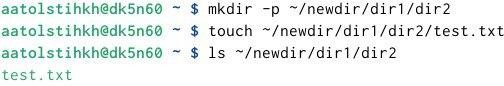 aatolstihkh@dk5n60 ~ $ mkdir -p ~/newdir/dir1/dir2
aatolstihkh@dk5n60 ~ $ touch ~/newdir/dir1/dir2/test.txt
aatolstihkh@dk5n60 ~ $ ls ~/newdir/dir1/dir2
test.txt